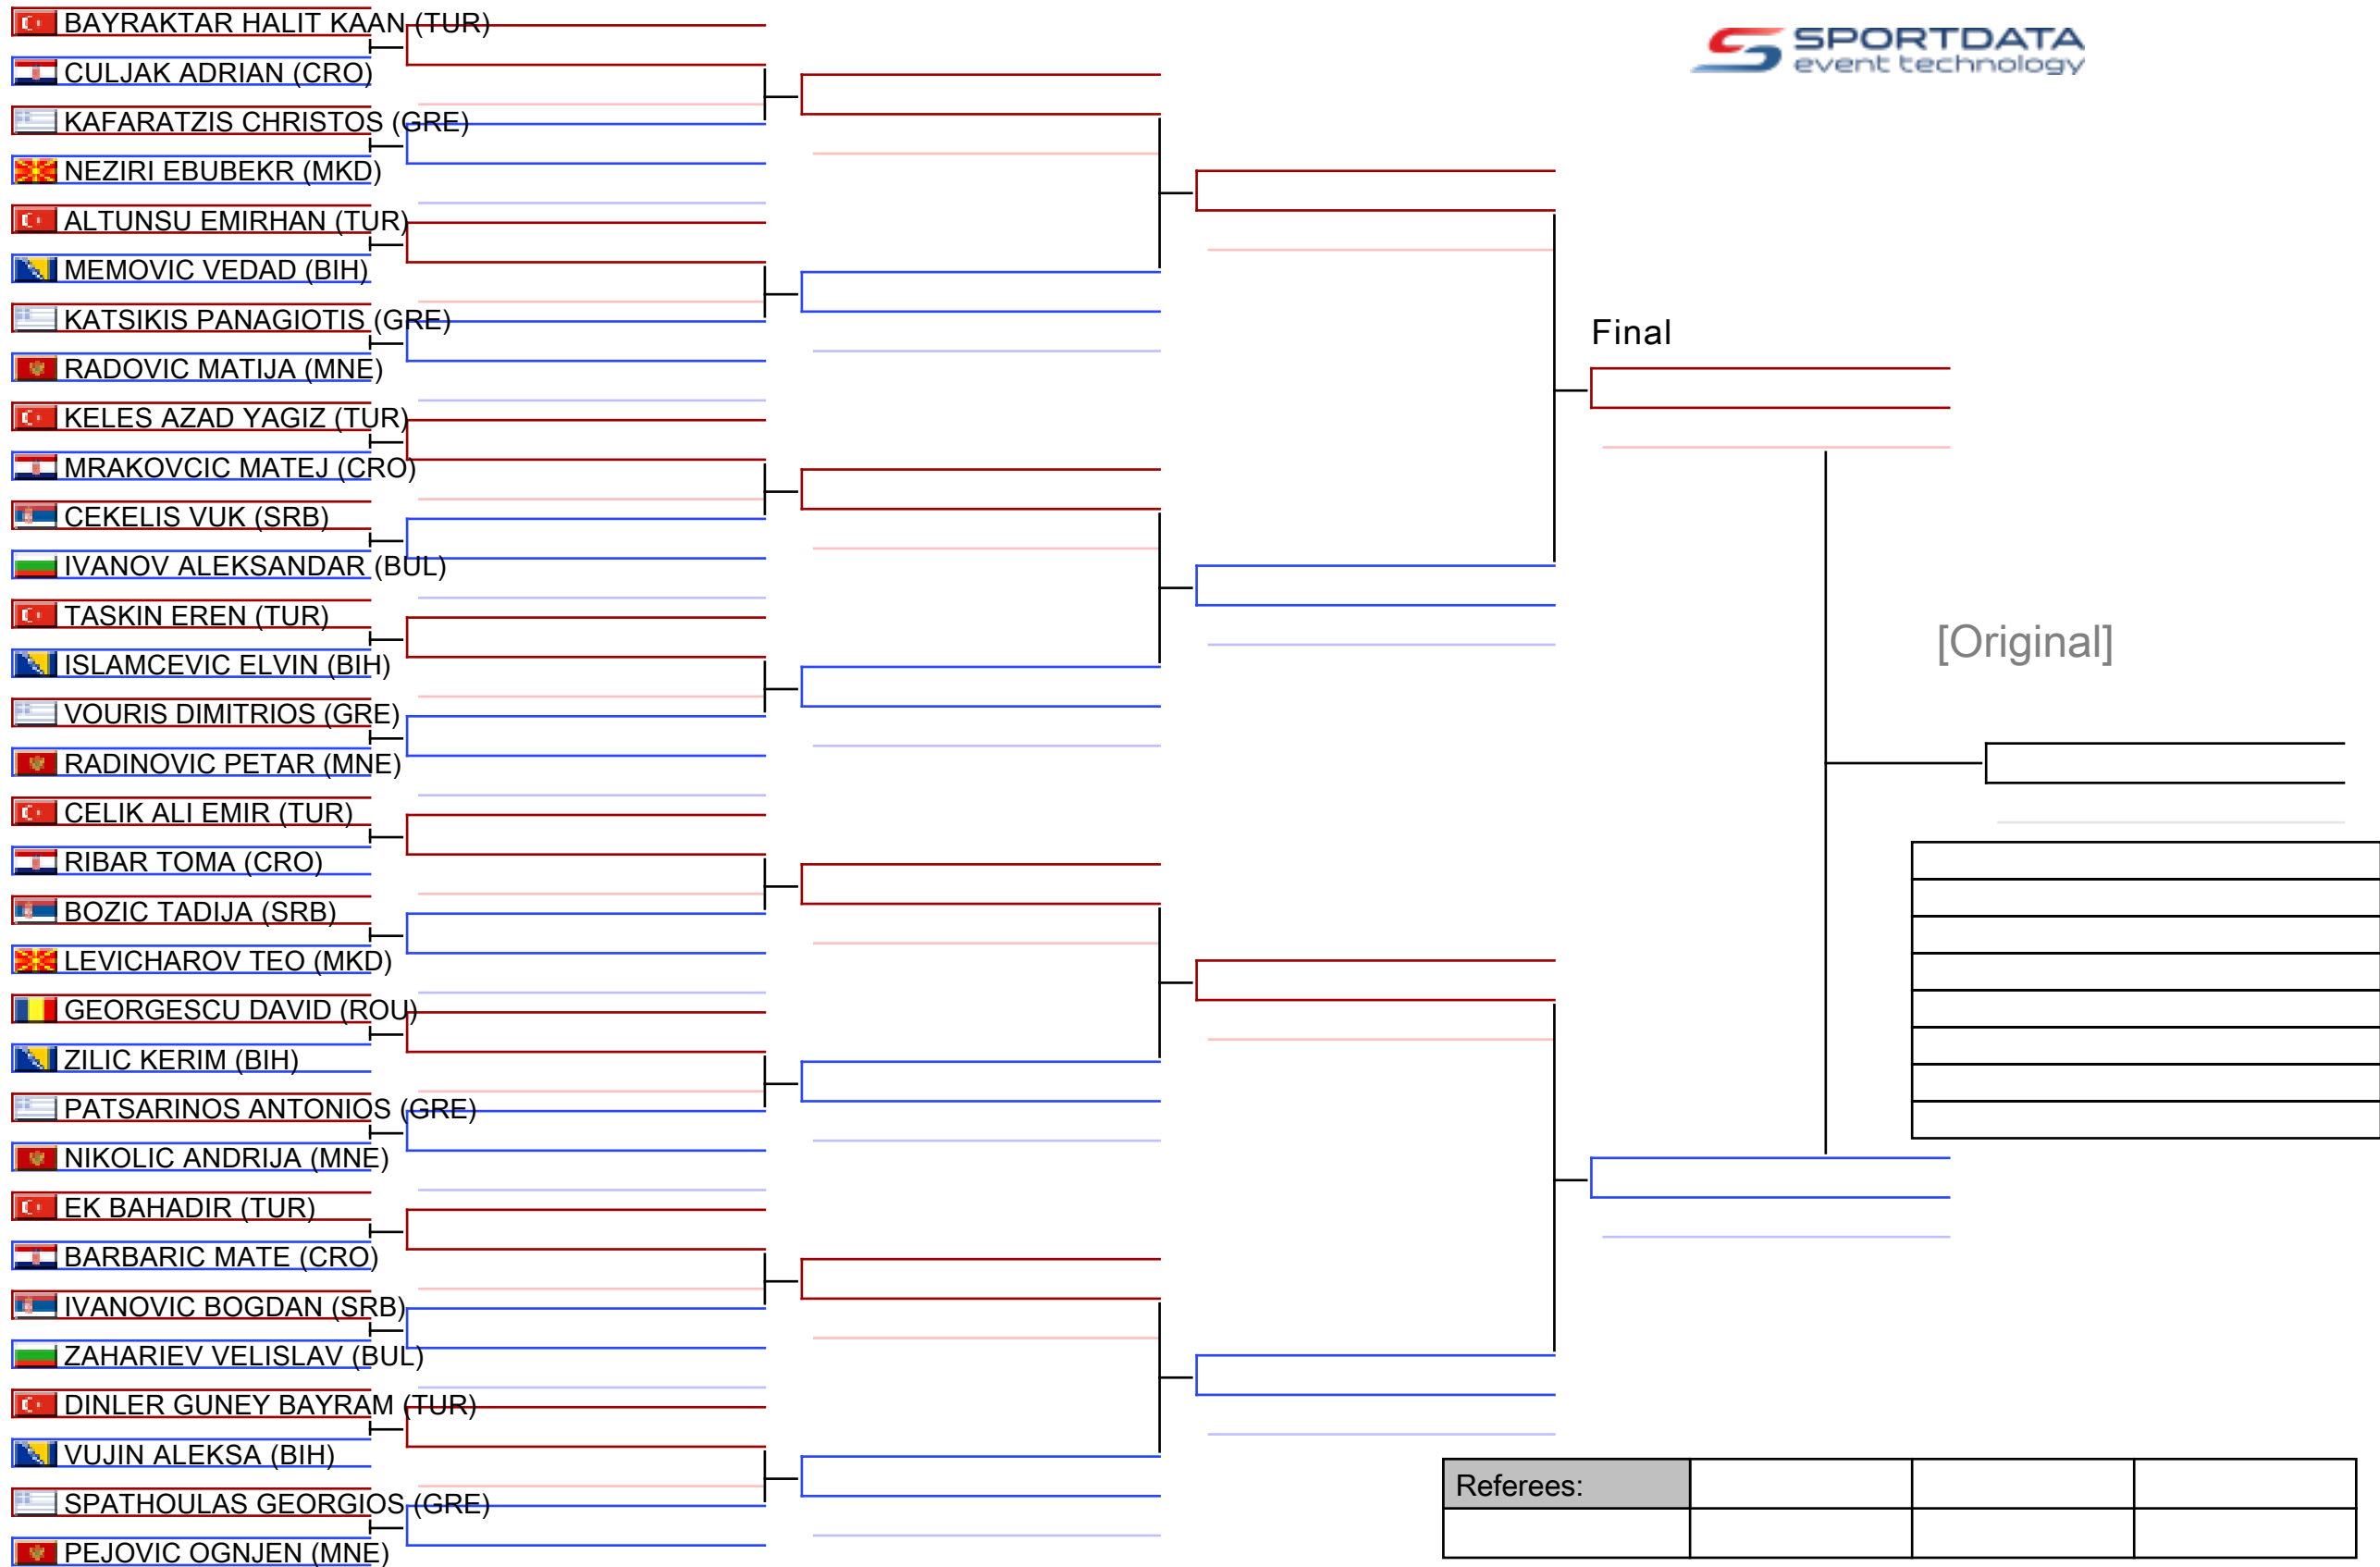 BAYRAKTAR HALIT KAAN (TUR)
CULJAK ADRIAN (CRO)
KAFARATZIS CHRISTOS (GRE)
NEZIRI EBUBEKR (MKD)
ALTUNSU EMIRHAN (TUR)
MEMOVIC VEDAD (BIH)
KATSIKIS PANAGIOTIS (GRE)
RADOVIC MATIJA (MNE)
KELES AZAD YAGIZ (TUR)
MRAKOVCIC MATEJ (CRO)
CEKELIS VUK (SRB)
IVANOV ALEKSANDAR (BUL)
TASKIN EREN (TUR)
ISLAMCEVIC ELVIN (BIH)
VOURIS DIMITRIOS (GRE)
RADINOVIC PETAR (MNE)
CELIK ALI EMIR (TUR)
RIBAR TOMA (CRO)
BOZIC TADIJA (SRB)
LEVICHAROV TEO (MKD)
GEORGESCU DAVID (ROU)
ZILIC KERIM (BIH)
PATSARINOS ANTONIOS (GRE)
NIKOLIC ANDRIJA (MNE)
EK BAHADIR (TUR)
BARBARIC MATE (CRO)
IVANOVIC BOGDAN (SRB)
ZAHARIEV VELISLAV (BUL)
DINLER GUNEY BAYRAM (TUR)
VUJIN ALEKSA (BIH)
SPATHOULAS GEORGIOS (GRE)
PEJOVIC OGNJEN (MNE)
SPORTDATA
event technology
Final
[Original]
Referees: